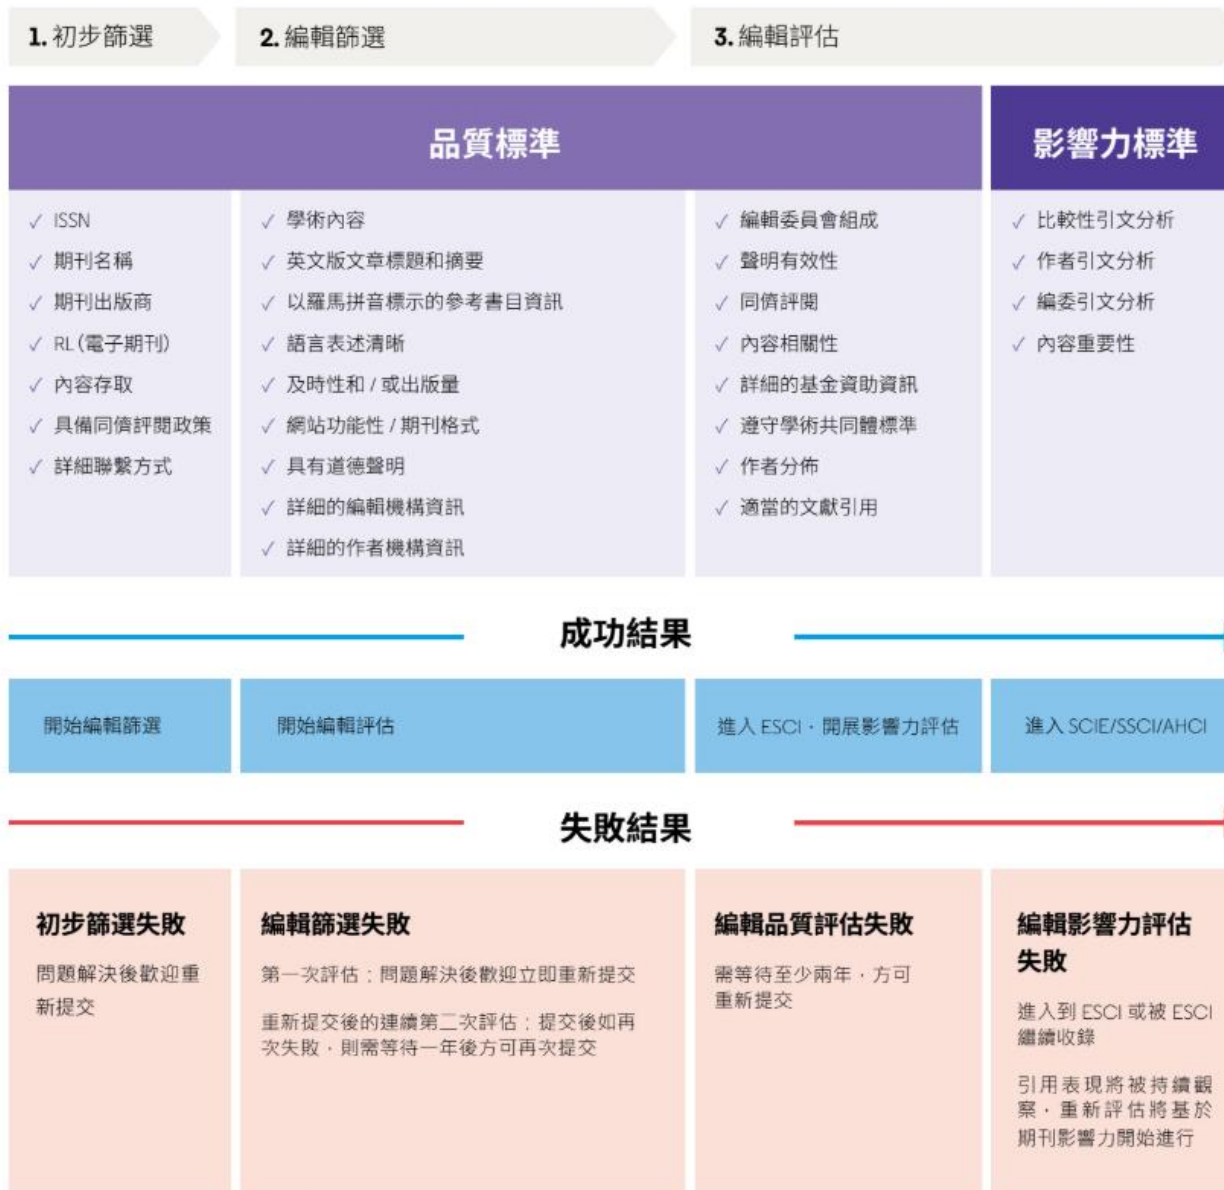 1. 初步篩選
2. 編輯篩選
3. 編輯評估
品質標準
影響力標準
✓ ISSN
✓ 期刊名稱
✓ 期刊出版商
✓ RL（電子期刊）
✓ 內容存取
✓ 具備同儕評閱政策
✓ 詳細聯繫方式
✓ 學術內容
✓ 英文版文章標題和摘要
✓ 以羅馬拼音標示的參考書目資訊
✓ 語言表述清晰
✓ 及時性和 / 或出版量
✓ 網站功能性 / 期刊格式
✓ 具有道德聲明
✓ 詳細的編輯機構資訊
✓ 詳細的作者機構資訊
✓ 編輯委員會組成
✓ 聲明有效性
✓ 同儕評閱
✓ 內容相關性
✓ 詳細的基金資助資訊
✓ 遵守學術共同體標準
✓ 作者分佈
✓ 適當的文獻引用
✓ 比較性引文分析
✓ 作者引文分析
✓ 編委引文分析
✓ 內容重要性
成功結果
開始編輯篩選
開始編輯評估
進入 ESCI，開展影響力評估
進入 SCIE/SSCI/AHCI
失敗結果
初步篩選失敗
問題解決後歡迎重
新提交
編輯篩選失敗
第一次評估：問題解決後歡迎立即重新提交
重新提交後的連續第二次評估：提交後如再
次失敗，則需等待一年後方可再次提交
編輯品質評估失敗
需等待至少兩年，方可
重新提交
編輯影響力評估
失敗
進入到 ESCI 或被 ESCI
繼續收錄
引用表現將被持續觀
察，重新評估將基於
期刊影響力開始進行